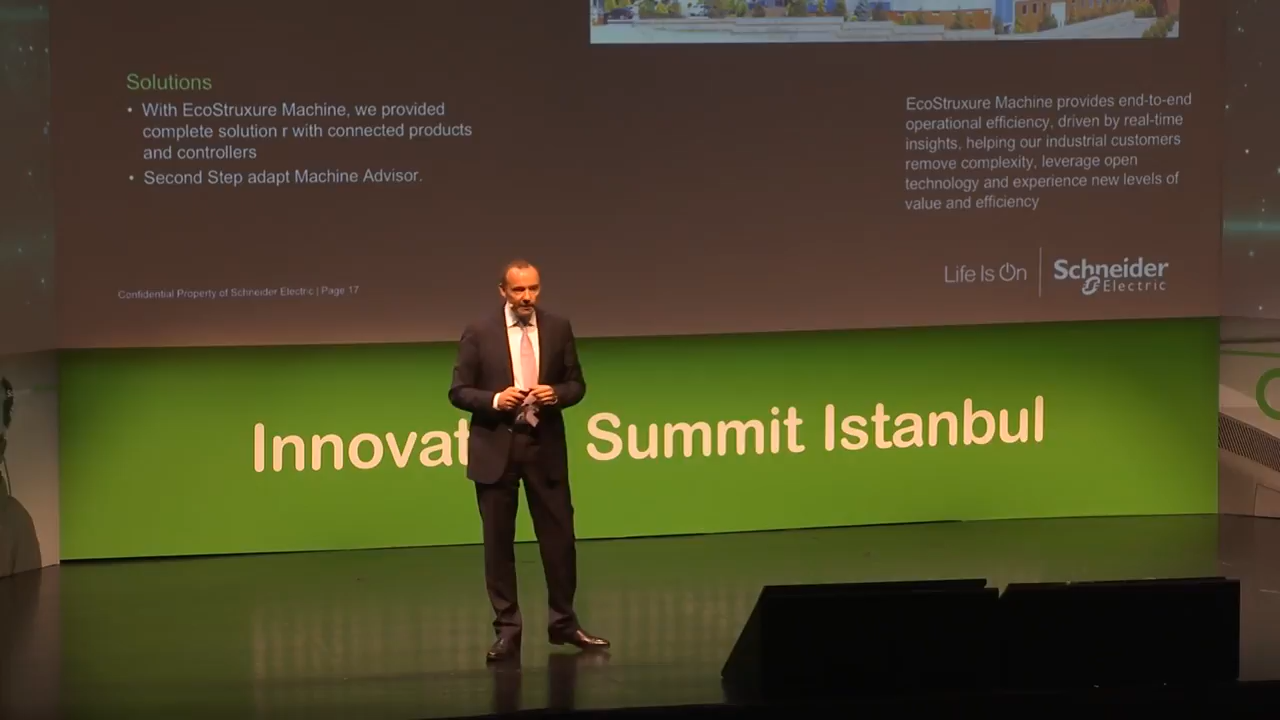 Solutions
• With EcoStruxure Machine, we provided
complete solution r with connected products
and controllers
• Second Step adapt Machine Advisor.
EcoStruxure Machine provides end-to-end
operational efficiency, driven by real-time
insights, helping our industrial customers
remove complexity, leverage open
technology and experience new levels of
value and efficiency
Confidential Property of Schneider Electric | Page 17
Life Is On
Schneider
Electric
Innovat Summit Istanbul